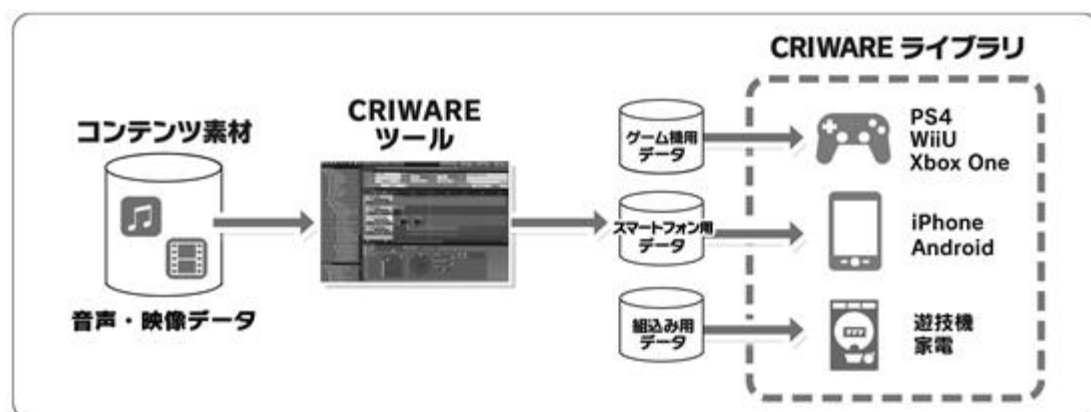 CRIWARE ライブラリ
コンテンツ素材
音声・映像データ
CRIWARE
ツール
ゲーム機用
データ
スマートフォン用
データ
組込み用
データ
PS4
WiiU
Xbox One
iPhone
Android
遊技機
家電